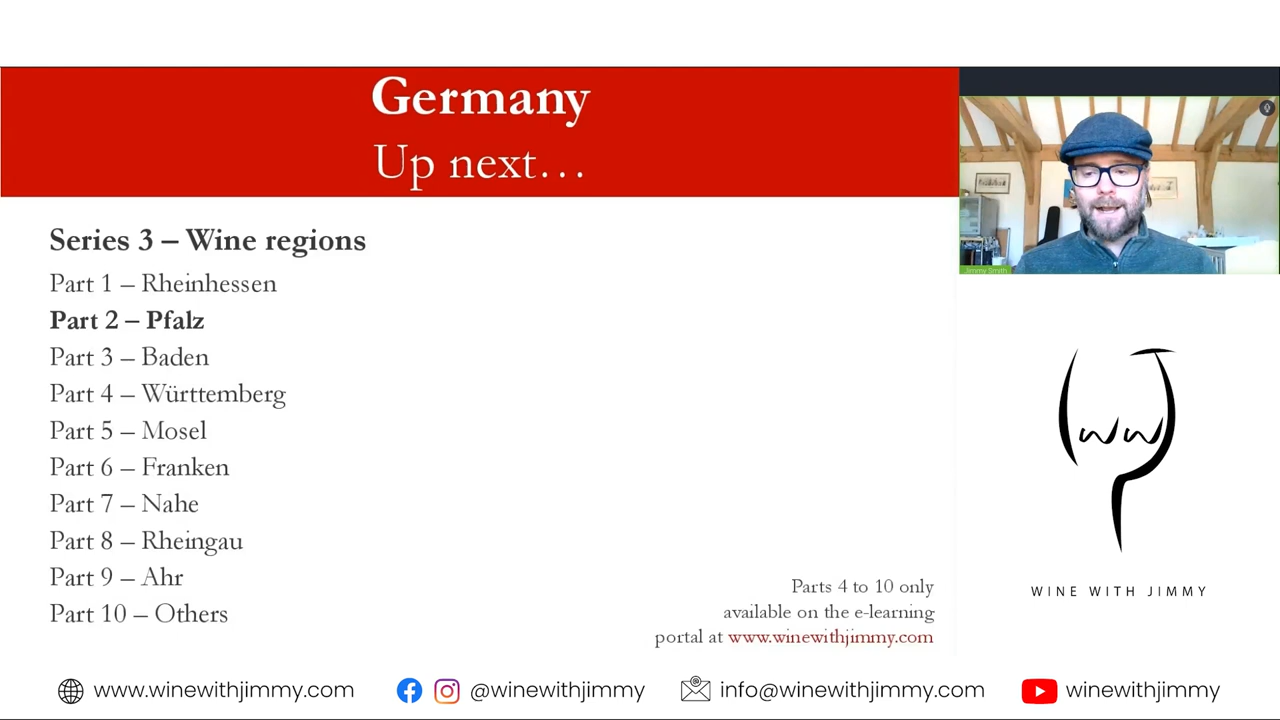 Germany
Up next…
Series 3 – Wine regions
Part 1 – Rheinhessen
Part 2 – Pfalz
Part 3 – Baden
Part 4 – Württemberg
Part 5 – Mosel
Part 6 – Franken
Part 7 – Nahe
Part 8 – Rheingau
Part 9 – Ahr
Part 10 – Others
Parts 4 to 10 only
available on the e-learning
portal at www.winewithjimmy.com
Jimmy Smith
WINE WITH JIMMY
www.winewithjimmy.com
@winewithjimmy
info@winewithjimmy.com
winewithjimmy